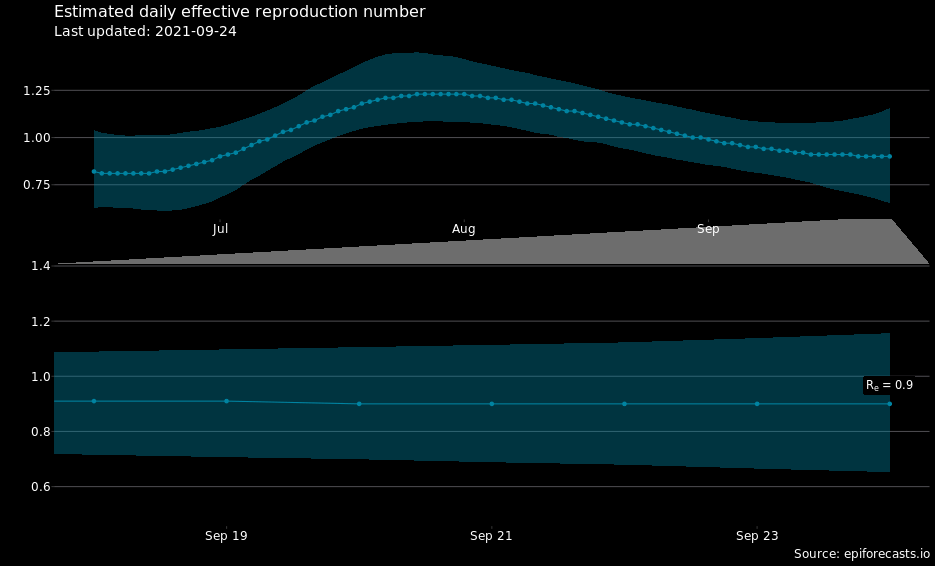 Estimated daily effective reproduction number
Last updated: 2021-09-24
1.25
1.00
0.75
Jul Aug Sep
1.4
1.2
1.0
Re = 0.9
0.8
0.6
Sep 19 Sep 21 Sep 23
Source: epiforecasts.io